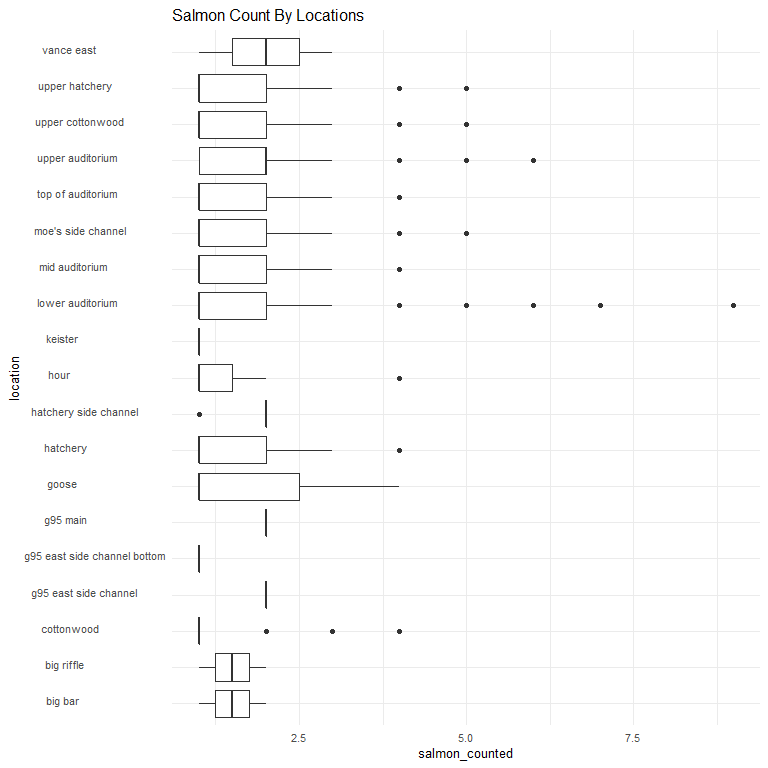 Salmon Count By Locations
vance east
upper hatchery
upper cottonwood
upper auditorium
top of auditorium
moe's side channel
mid auditorium
lower auditorium
keister
location
hour
hatchery side channel
hatchery
goose
g95 main
g95 east side channel bottom
g95 east side channel
cottonwood
big riffle
big bar
2.5 5.0 7.5
salmon_counted